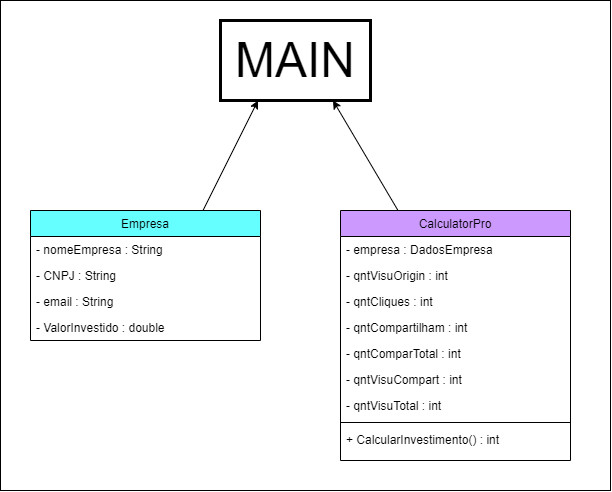 MAIN
Empresa
- nomeEmpresa : String
- CNPJ : String
- email : String
- ValorInvestido : double
CalculatorPro
- empresa : DadosEmpresa
- qntVisuOrigin : int
- qntCliques : int
- qntCompartilham : int
- qntComparTotal : int
- qntVisuCompart : int
- qntVisuTotal : int
+ CalcularInvestimento() : int